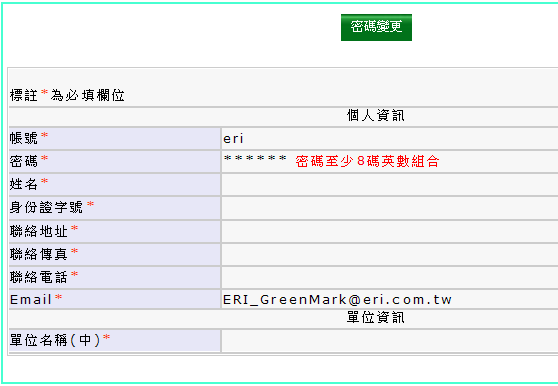 密碼變更
標註*為必填欄位
個人資訊
帳號* eri
密碼* ****** 密碼至少8碼英數組合
姓名*
身份證字號*
聯絡地址*
聯絡傳真*
聯絡電話*
Email* ERI_GreenMark@eri.com.tw
單位資訊
單位名稱(中)*